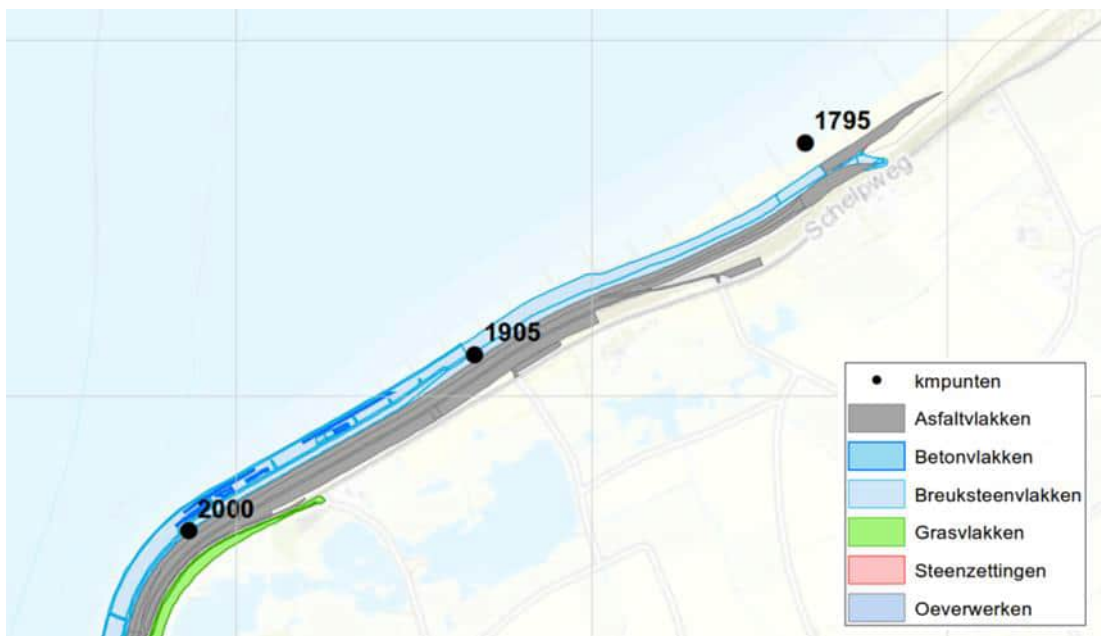 1795
Schelpweg
1905
2000
kmpunten
Asfaltvlakken
Betonvlakken
Breuksteenvlakken
Grasvlakken
Steenzettingen
Oeverwerken